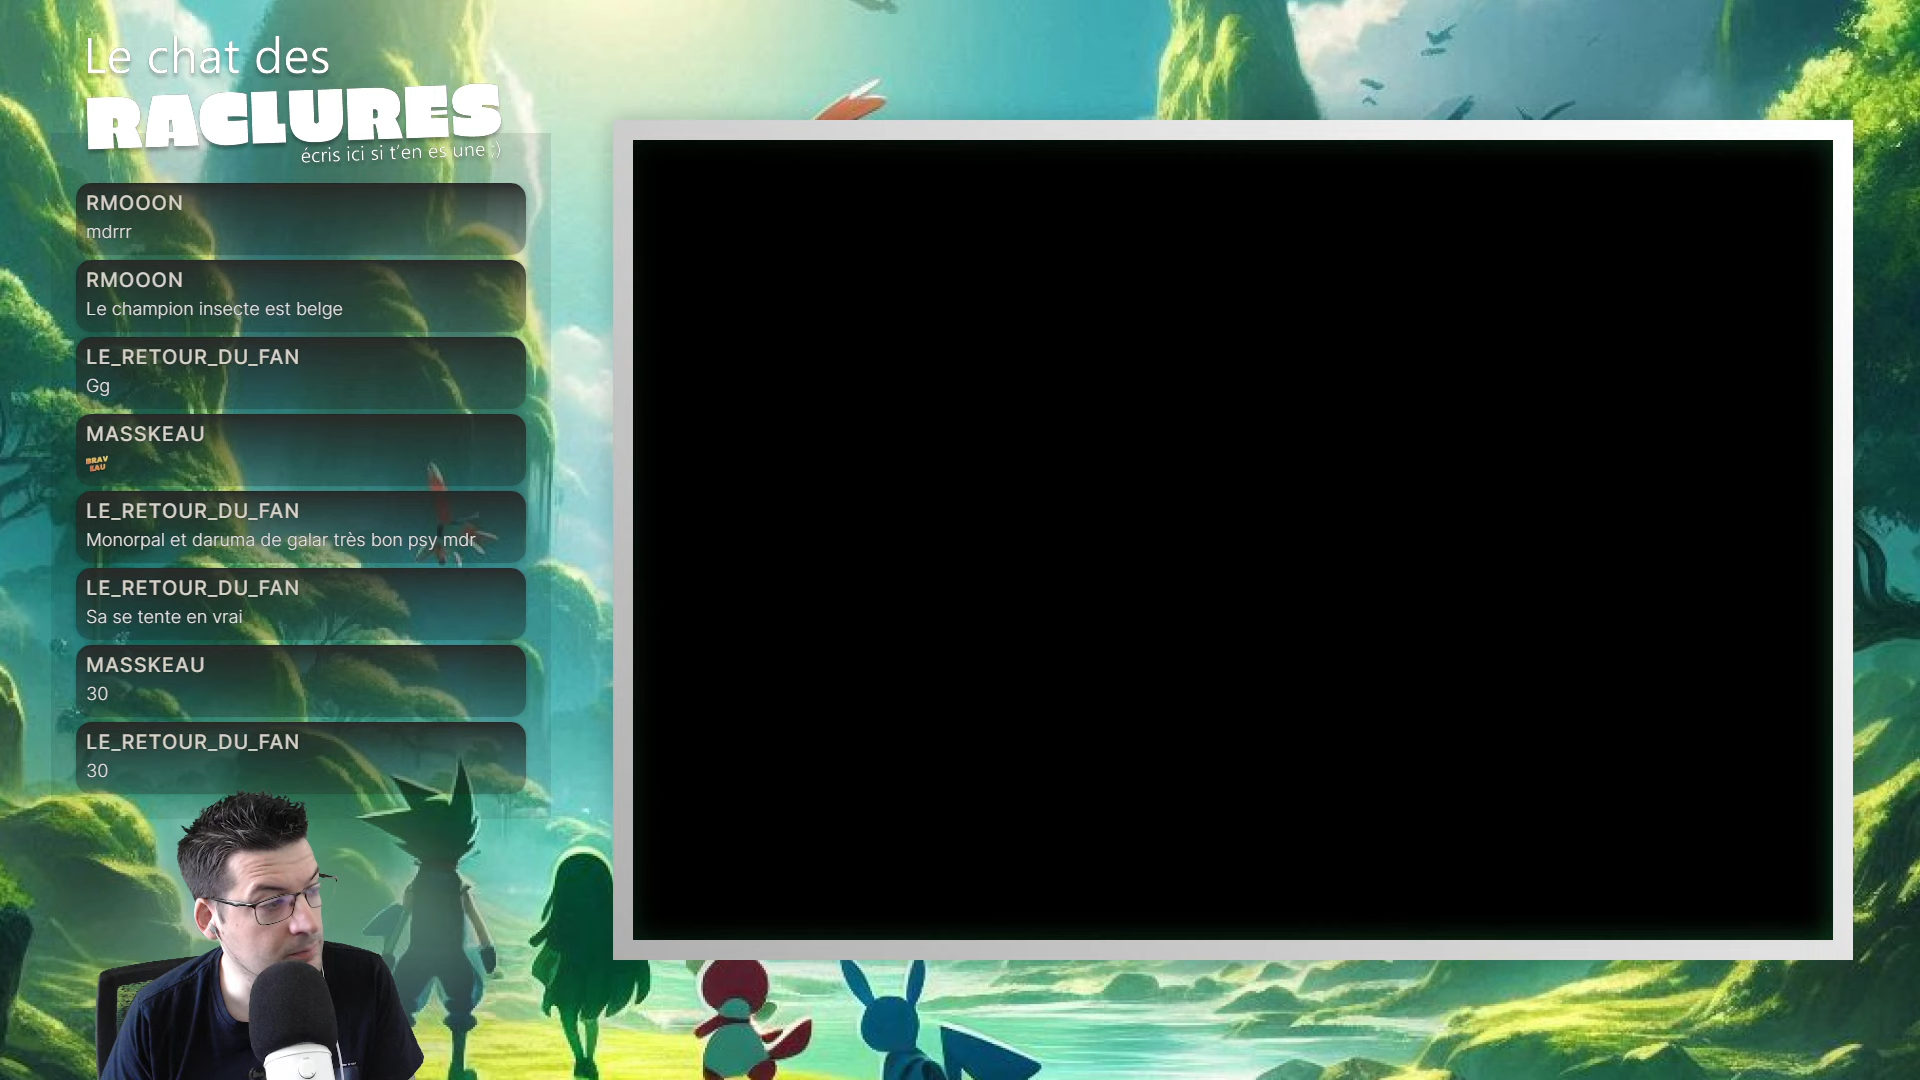 Le chat des
RACLURES
écris ici si t'en es une ;)
RMOOON
mdrrr
RMOOON
Le champion insecte est belge
LE_RETOUR_DU_FAN
Gg
MASSKEAU
BRAV
EAU
LE_RETOUR_DU_FAN
Monorpal et daruma de galar très bon psy mdr
LE_RETOUR_DU_FAN
Sa se tente en vrai
MASSKEAU
30
LE_RETOUR_DU_FAN
30